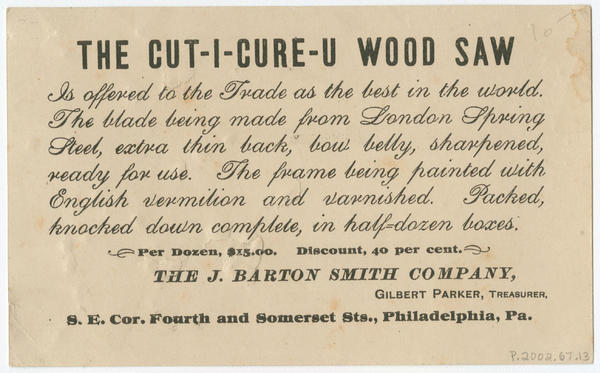 10
THE CUT-I-CURE-U WOOD SAW
Is offered to the Trade as the best in the world.
The blade being made from London Spring
Steel, extra thin back, bow belly, sharpened,
ready for use. The frame being painted with
English vermilion and varnished. Packed,
knocked down complete, in half=dozen boxes.
Per Dozen, $15.00. Discount, 40 per cent.
THE J. BARTON SMITH COMPANY,
GILBERT PARKER, TREASURER.
S. E. Cor. Fourth and Somerset Sts., Philadelphia, Pa.
P.2002.67.13